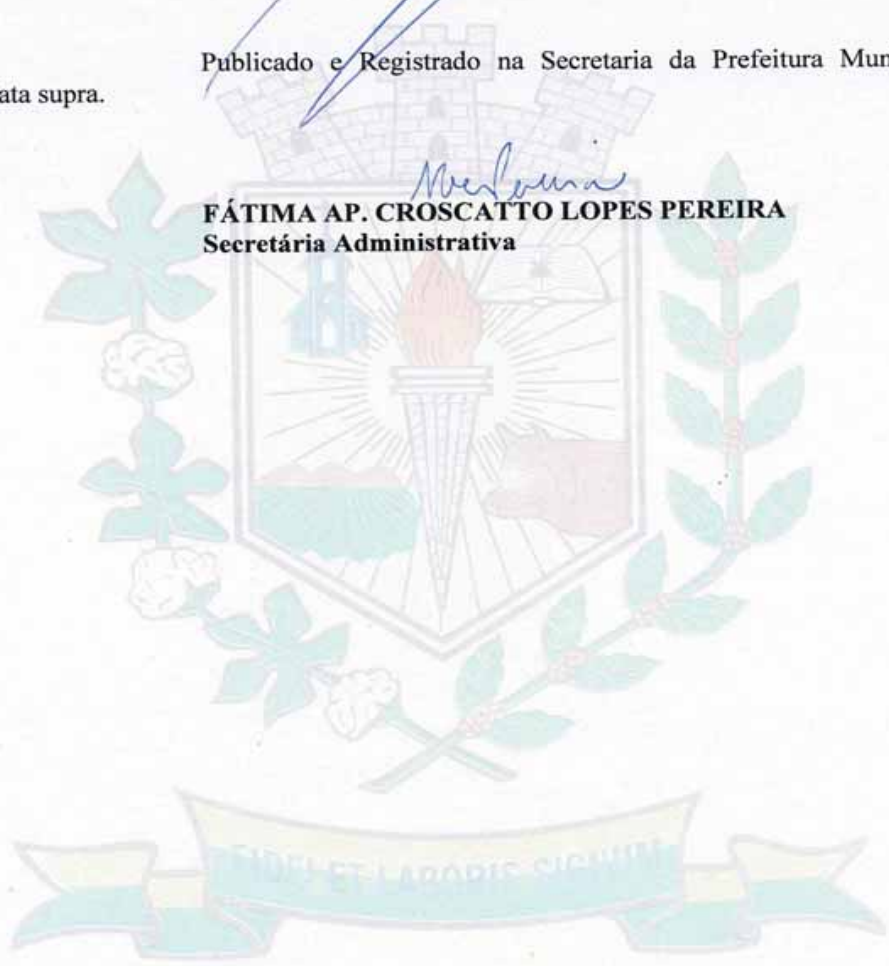 Publicado e Registrado na Secretaria da Prefeitura Mun
ata supra.
FÁTIMA AP. CROSCATTO LOPES PEREIRA
Secretária Administrativa
FIDEI ET LABORIS SIGNUM